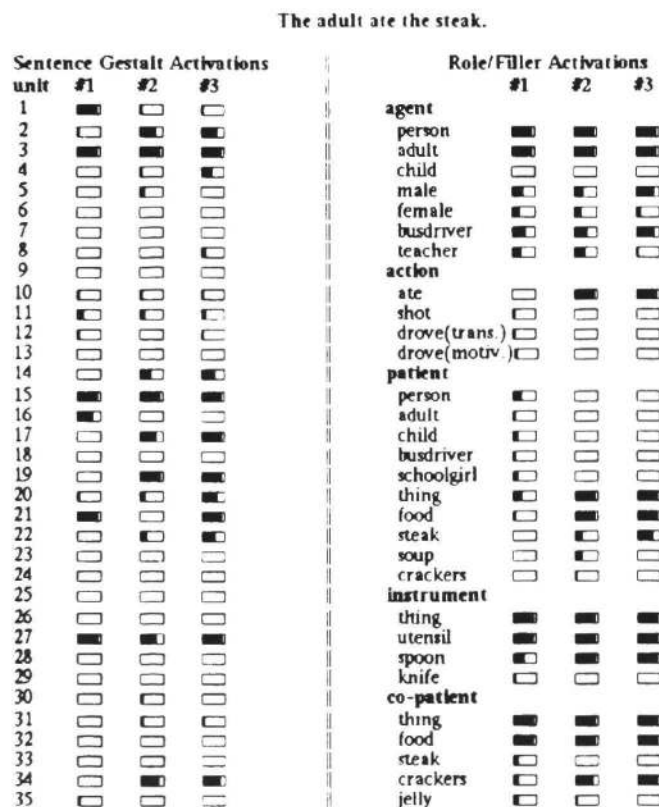 The adult ate the steak.
Sentence Gestalt Activations
unit #1 #2 #3
1
2
3
4
5
6
7
8
9
10
11
12
13
14
15
16
17
18
19
20
21
22
23
24
25
26
27
28
29
30
31
32
33
34
35
Role/Filler Activations
#1 #2 #3
agent
person
adult
child
male
female
busdriver
teacher
action
ate
shot
drove(trans.)
drove(motiv.)
patient
person
adult
child
busdriver
schoolgirl
thing
food
steak
soup
crackers
instrument
thing
utensil
spoon
knife
co-patient
thing
food
steak
crackers
jelly